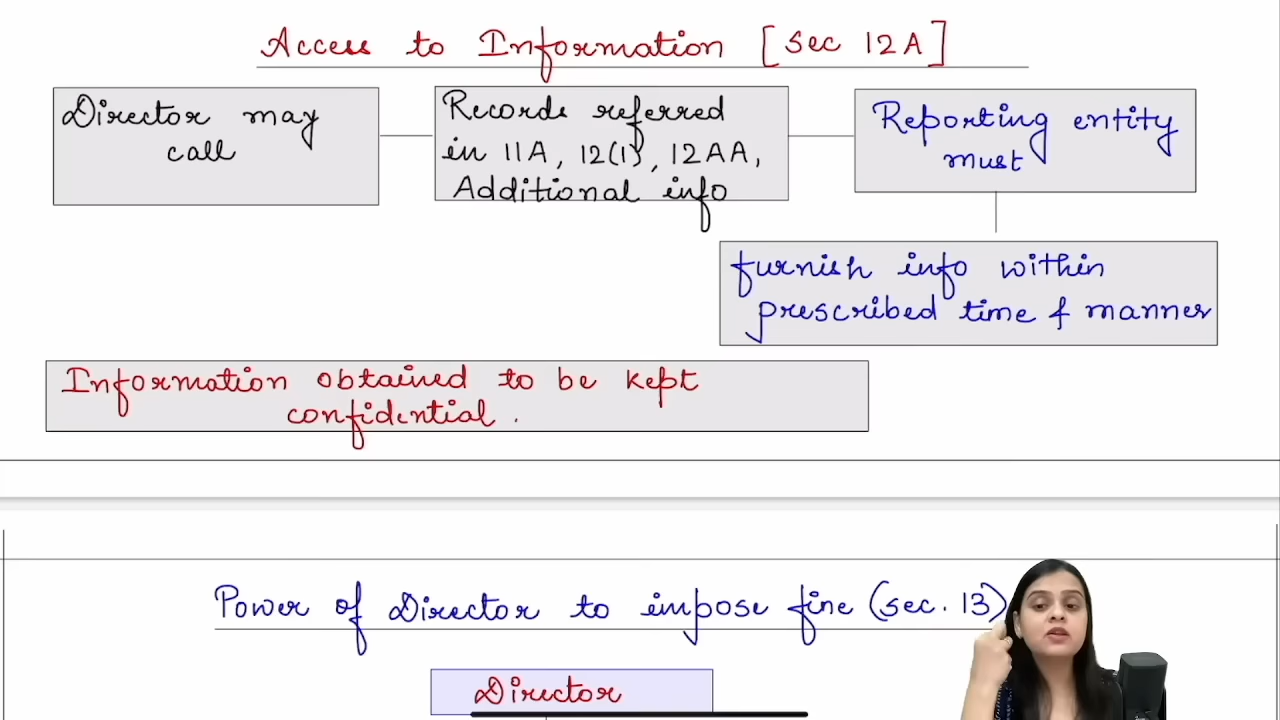 Access to Information [Sec 12A]
Director may
call
Records referred
in 11A, 12(1), 12AA,
Additional info
Reporting entity
must
furnish info within
prescribed time & manner
Information obtained to be kept
confidential.
Power of Director to impose fine (sec. 13)
Director